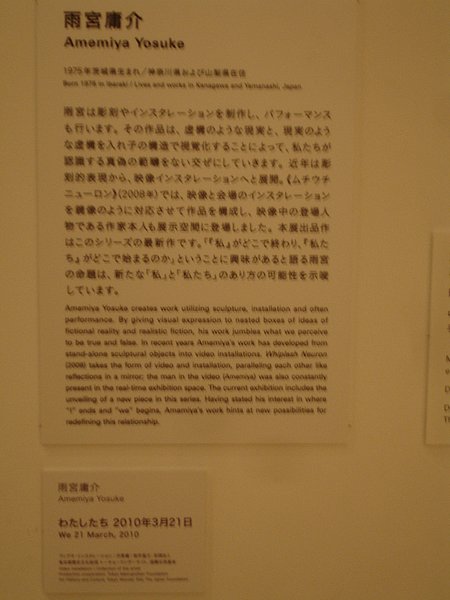 雨宮庸介
Amemiya Yosuke
1975年茨城県生まれ／神奈川県および山梨県在住
Born 1975 in Ibaraki / Lives and works in Kanagawa and Yamanashi, Japan
雨宮は彫刻やインスタレーションを制作し、パフォーマンス
も行います。その作品は、虚構のような現実と、現実のよう
な虚構を入れ子の構造で視覚化することによって、私たちが
認識する真偽の範疇をない交ぜにしていきます。近年は彫
刻的表現から、映像インスタレーションへと展開。《ムチウチ
ニューロン》(2008年)では、映像と会場のインスタレーション
を鏡像のように対応させて作品を構成し、映像中の登場人
物である作家本人も展示空間に登場しました。本展出品作
はこのシリーズの最新作です。「『私』がどこで終わり、『私た
ち』がどこで始まるのか」ということに興味があると語る雨宮
の命題は、新たな「私」と「私たち」のあり方の可能性を示唆
しています。
Amemiya Yosuke creates work utilizing sculpture, installation and often
performance. By giving visual expression to nested boxes of ideas of
fictional reality and realistic fiction, his work jumbles what we perceive
to be true and false. In recent years Amemiya's work has developed from
stand-alone sculptural objects into video installations. Whiplash Neuron
(2008) takes the form of video and installation, paralleling each other like
reflections in a mirror; the man in the video (Amemiya) was also constantly
present in the real-time exhibition space. The current exhibition includes the
unveiling of a new piece in this series. Having stated his interest in where
"I" ends and "we" begins, Amemiya's work hints at new possibilities for
redefining this relationship.
雨宮庸介
Amemiya Yosuke
わたしたち 2010年3月21日
We 21 March, 2010